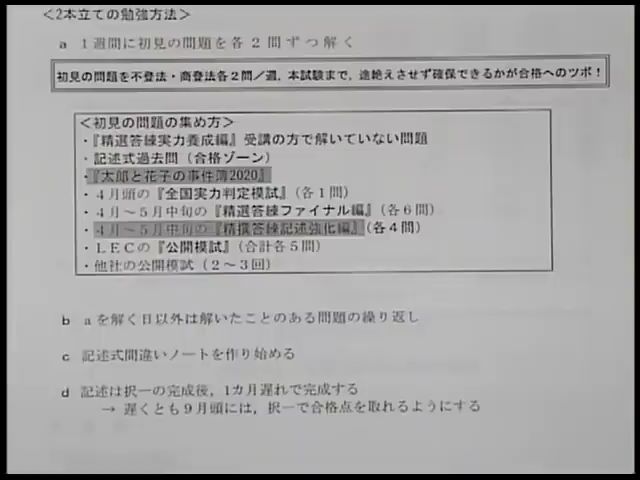 ＜2本立ての勉強方法＞
a １週間に初見の問題を各２問ずつ解く
初見の問題を不登法・商登法各２問／週，本試験まで，途絶えさせず確保できるかが合格へのツボ！
＜初見の問題の集め方＞
・『精選答練実力養成編』受講の方で解いていない問題
・記述式過去問（合格ゾーン）
・『太郎と花子の事件簿2020』
・４月頭の『全国実力判定模試』（各１問）
・４月～５月中旬の『精選答練ファイナル編』（各６問）
・４月～５月中旬の『精撰答練記述強化編』（各４問）
・ＬＥＣの『公開模試』（合計各５問）
・他社の公開模試（２～３回）
b aを解く日以外は解いたことのある問題の繰り返し
c 記述式間違いノートを作り始める
d 記述は択一の完成後，1カ月遅れで完成する
→ 遅くとも９月頭には，択一で合格点を取れるようにする